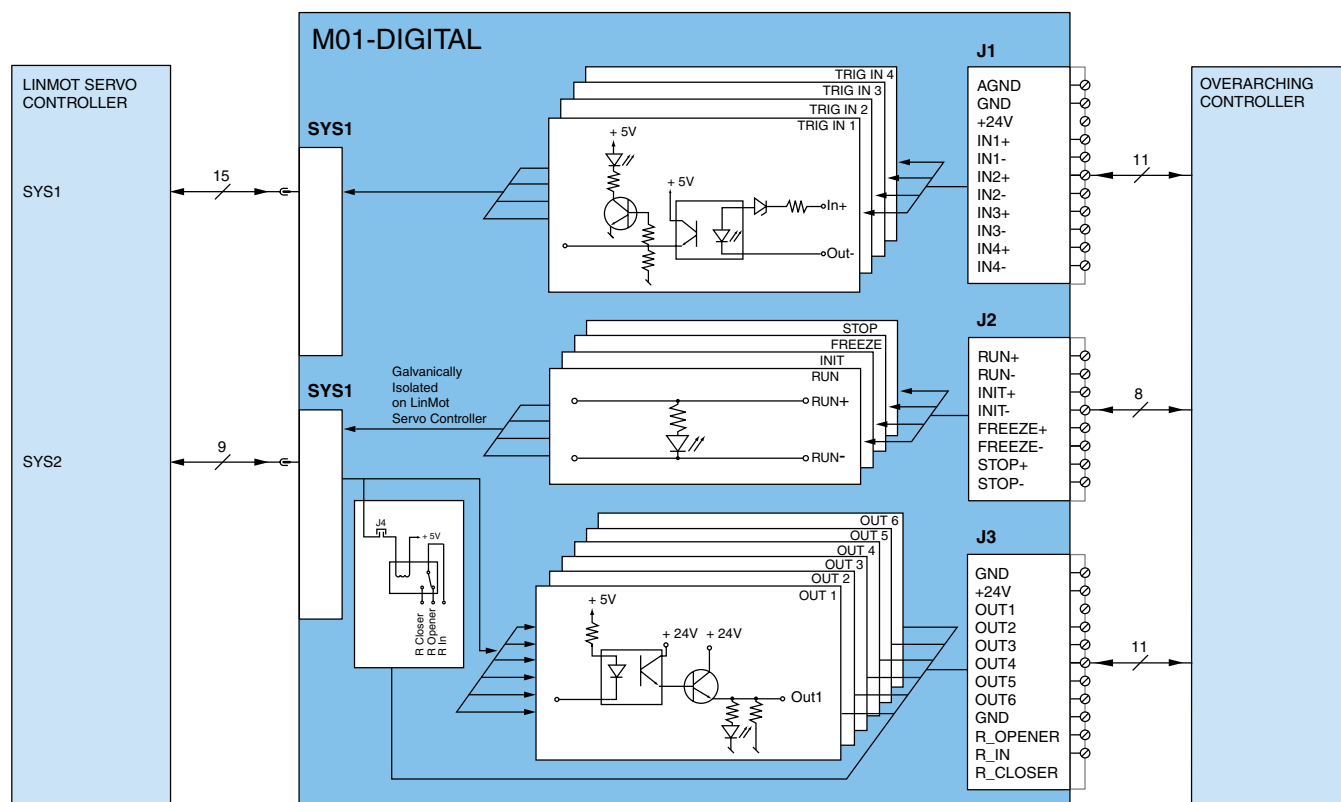 M01-DIGITAL
LINMOT SERVO
CONTROLLER
SYS1
15
SYS2
9
SYS1
SYS1
Galvanically
Isolated
on LinMot
Servo Controller
TRIG IN 4
TRIG IN 3
TRIG IN 2
TRIG IN 1
+ 5V
+ 5V
In+
Out-
STOP
FREEZE
INIT
RUN
RUN+
RUN-
J4
+ 5V
R Closer
R Opener
R In
OUT 6
OUT 5
OUT 4
OUT 3
OUT 2
OUT 1
+ 5V
+ 24V
+ 24V
Out1
J1
AGND
GND
+24V
IN1+
IN1-
IN2+
IN2-
IN3+
IN3-
IN4+
IN4-
11
J2
RUN+
RUN-
INIT+
INIT-
FREEZE+
FREEZE-
STOP+
STOP-
8
J3
GND
+24V
OUT1
OUT2
OUT3
OUT4
OUT5
OUT6
GND
R_OPENER
R_IN
R_CLOSER
11
OVERARCHING
CONTROLLER